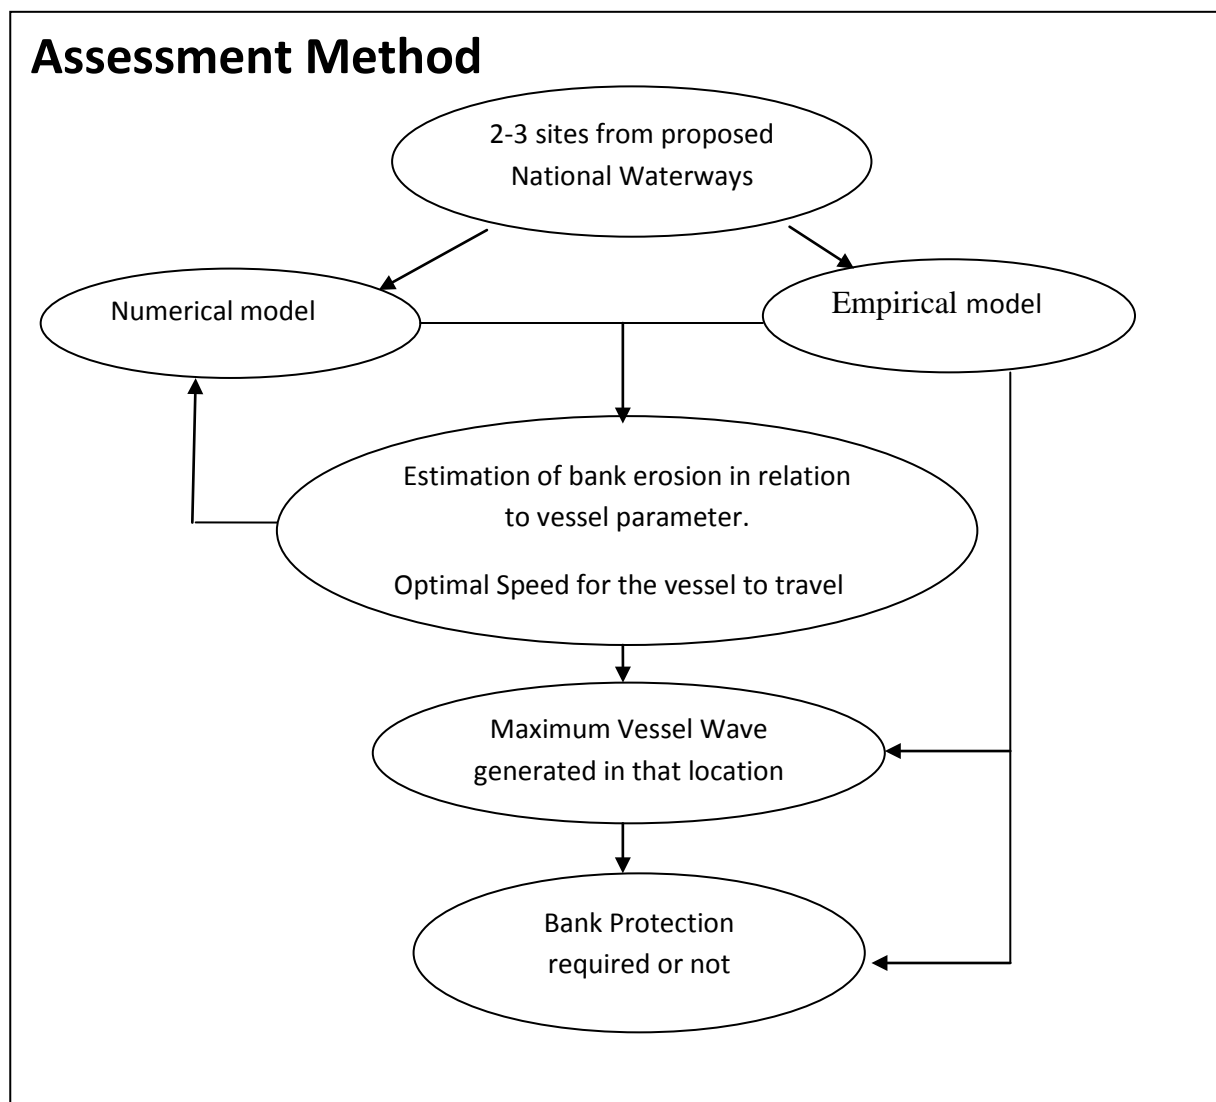 Assessment Method
2-3 sites from proposed
National Waterways
Numerical model
Empirical model
Estimation of bank erosion in relation
to vessel parameter.
Optimal Speed for the vessel to travel
Maximum Vessel Wave
generated in that location
Bank Protection
required or not